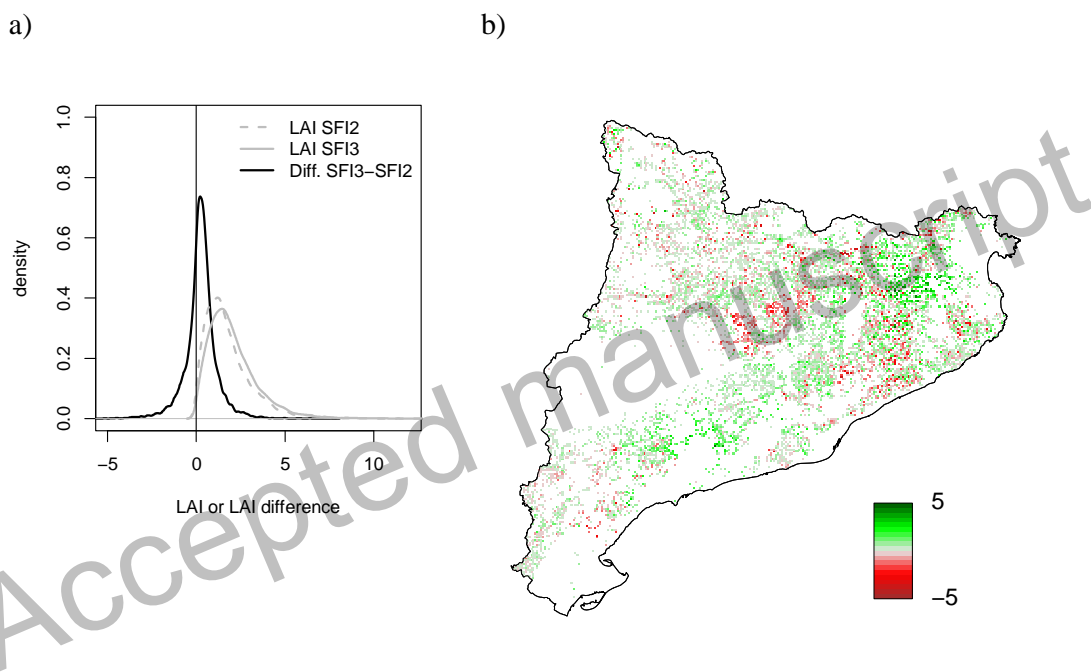 a)
b)
density
0.0
0.2
0.4
0.6
0.8
1.0
LAI SFI2
LAI SFI3
Diff. SFI3−SFI2
−5
0
5
10
LAI or LAI difference
5
−5
Accepted manuscript